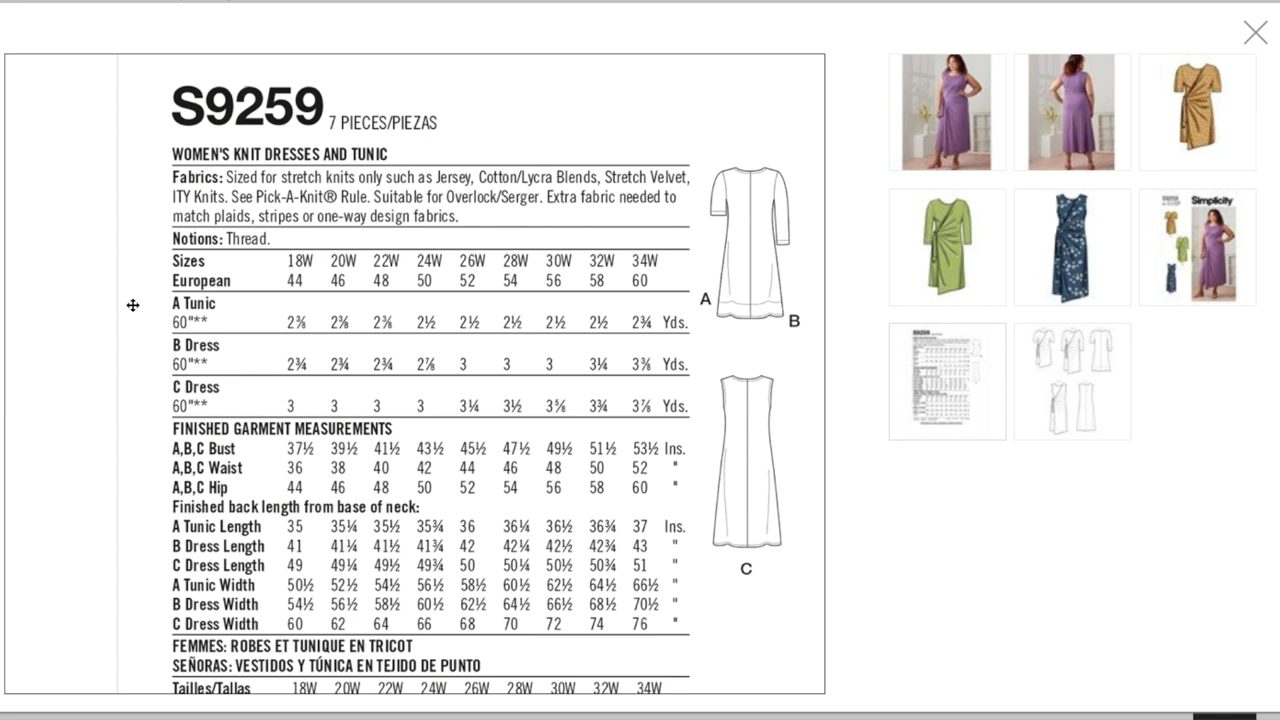 S9259 7 PIECES/PIEZAS
WOMEN'S KNIT DRESSES AND TUNIC
Fabrics: Sized for stretch knits only such as Jersey, Cotton/Lycra Blends, Stretch Velvet,
ITY Knits. See Pick-A-Knit® Rule. Suitable for Overlock/Serger. Extra fabric needed to
match plaids, stripes or one-way design fabrics.
Notions: Thread.
Sizes 18W 20W 22W 24W 26W 28W 30W 32W 34W
European 44 46 48 50 52 54 56 58 60
A Tunic
60"** 2⅜ 2⅜ 2⅜ 2½ 2½ 2½ 2½ 2½ 2¾ Yds.
B Dress
60"** 2¾ 2¾ 2¾ 2⅞ 3 3 3 3¼ 3⅜ Yds.
C Dress
60"** 3 3 3 3 3¼ 3½ 3⅝ 3¾ 3⅞ Yds.
FINISHED GARMENT MEASUREMENTS
A,B,C Bust 37½ 39½ 41½ 43½ 45½ 47½ 49½ 51½ 53½ Ins.
A,B,C Waist 36 38 40 42 44 46 48 50 52 "
A,B,C Hip 44 46 48 50 52 54 56 58 60 "
Finished back length from base of neck:
A Tunic Length 35 35¼ 35½ 35¾ 36 36¼ 36½ 36¾ 37 Ins.
B Dress Length 41 41¼ 41½ 41¾ 42 42¼ 42½ 42¾ 43 "
C Dress Length 49 49¼ 49½ 49¾ 50 50¼ 50½ 50¾ 51 "
A Tunic Width 50½ 52½ 54½ 56½ 58½ 60½ 62½ 64½ 66½ "
B Dress Width 54½ 56½ 58½ 60½ 62½ 64½ 66½ 68½ 70½ "
C Dress Width 60 62 64 66 68 70 72 74 76 "
FEMMES: ROBES ET TUNIQUE EN TRICOT
SEÑORAS: VESTIDOS Y TÚNICA EN TEJIDO DE PUNTO
Tailles/Tallas 18W 20W 22W 24W 26W 28W 30W 32W 34W
A
B
C
Simplicity
S9259